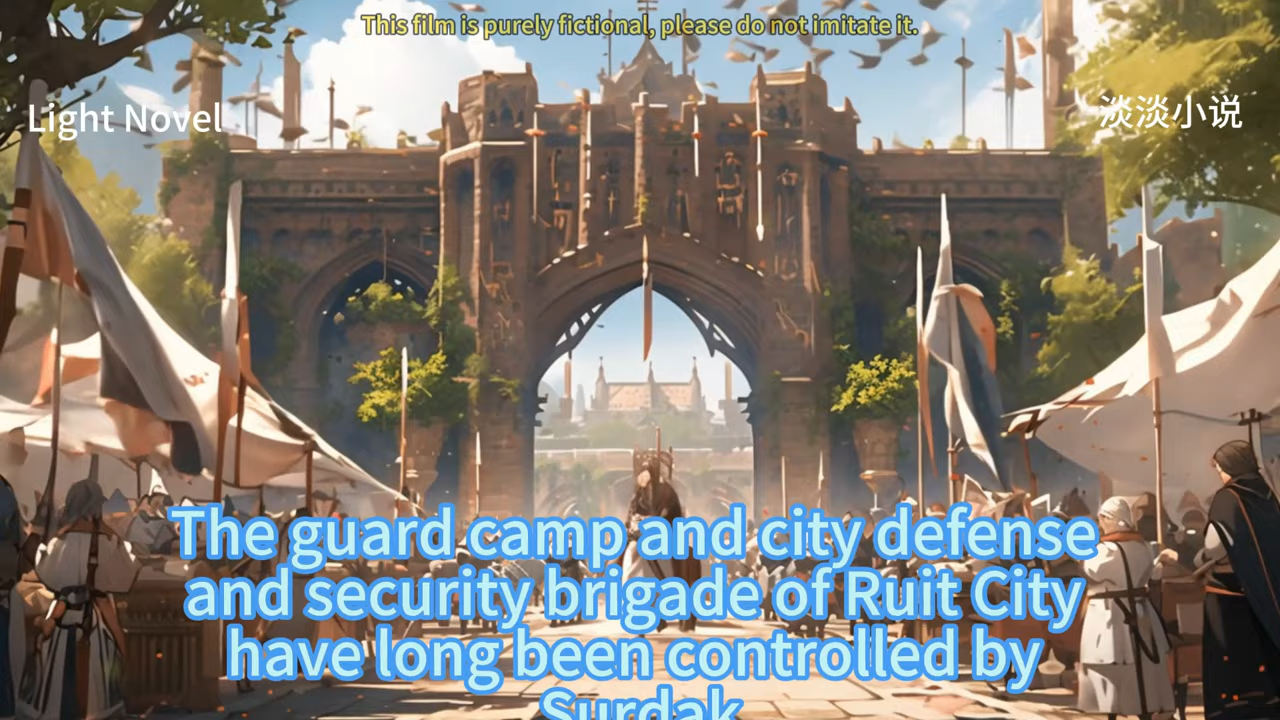 This film is purely fictional, please do not imitate it.
Light Novel
淡淡小说
The guard camp and city defense
and security brigade of Ruit City
have long been controlled by
Surdak